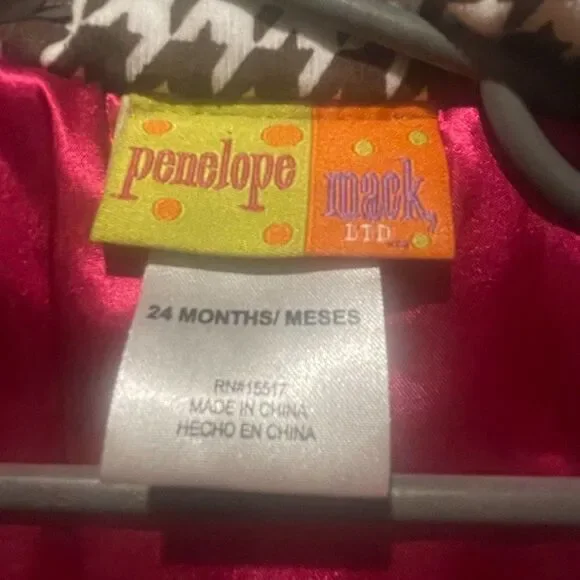 penelope mack,
LTD
24 MONTHS/ MESES
RN#15517
MADE IN CHINA
HECHO EN CHINA